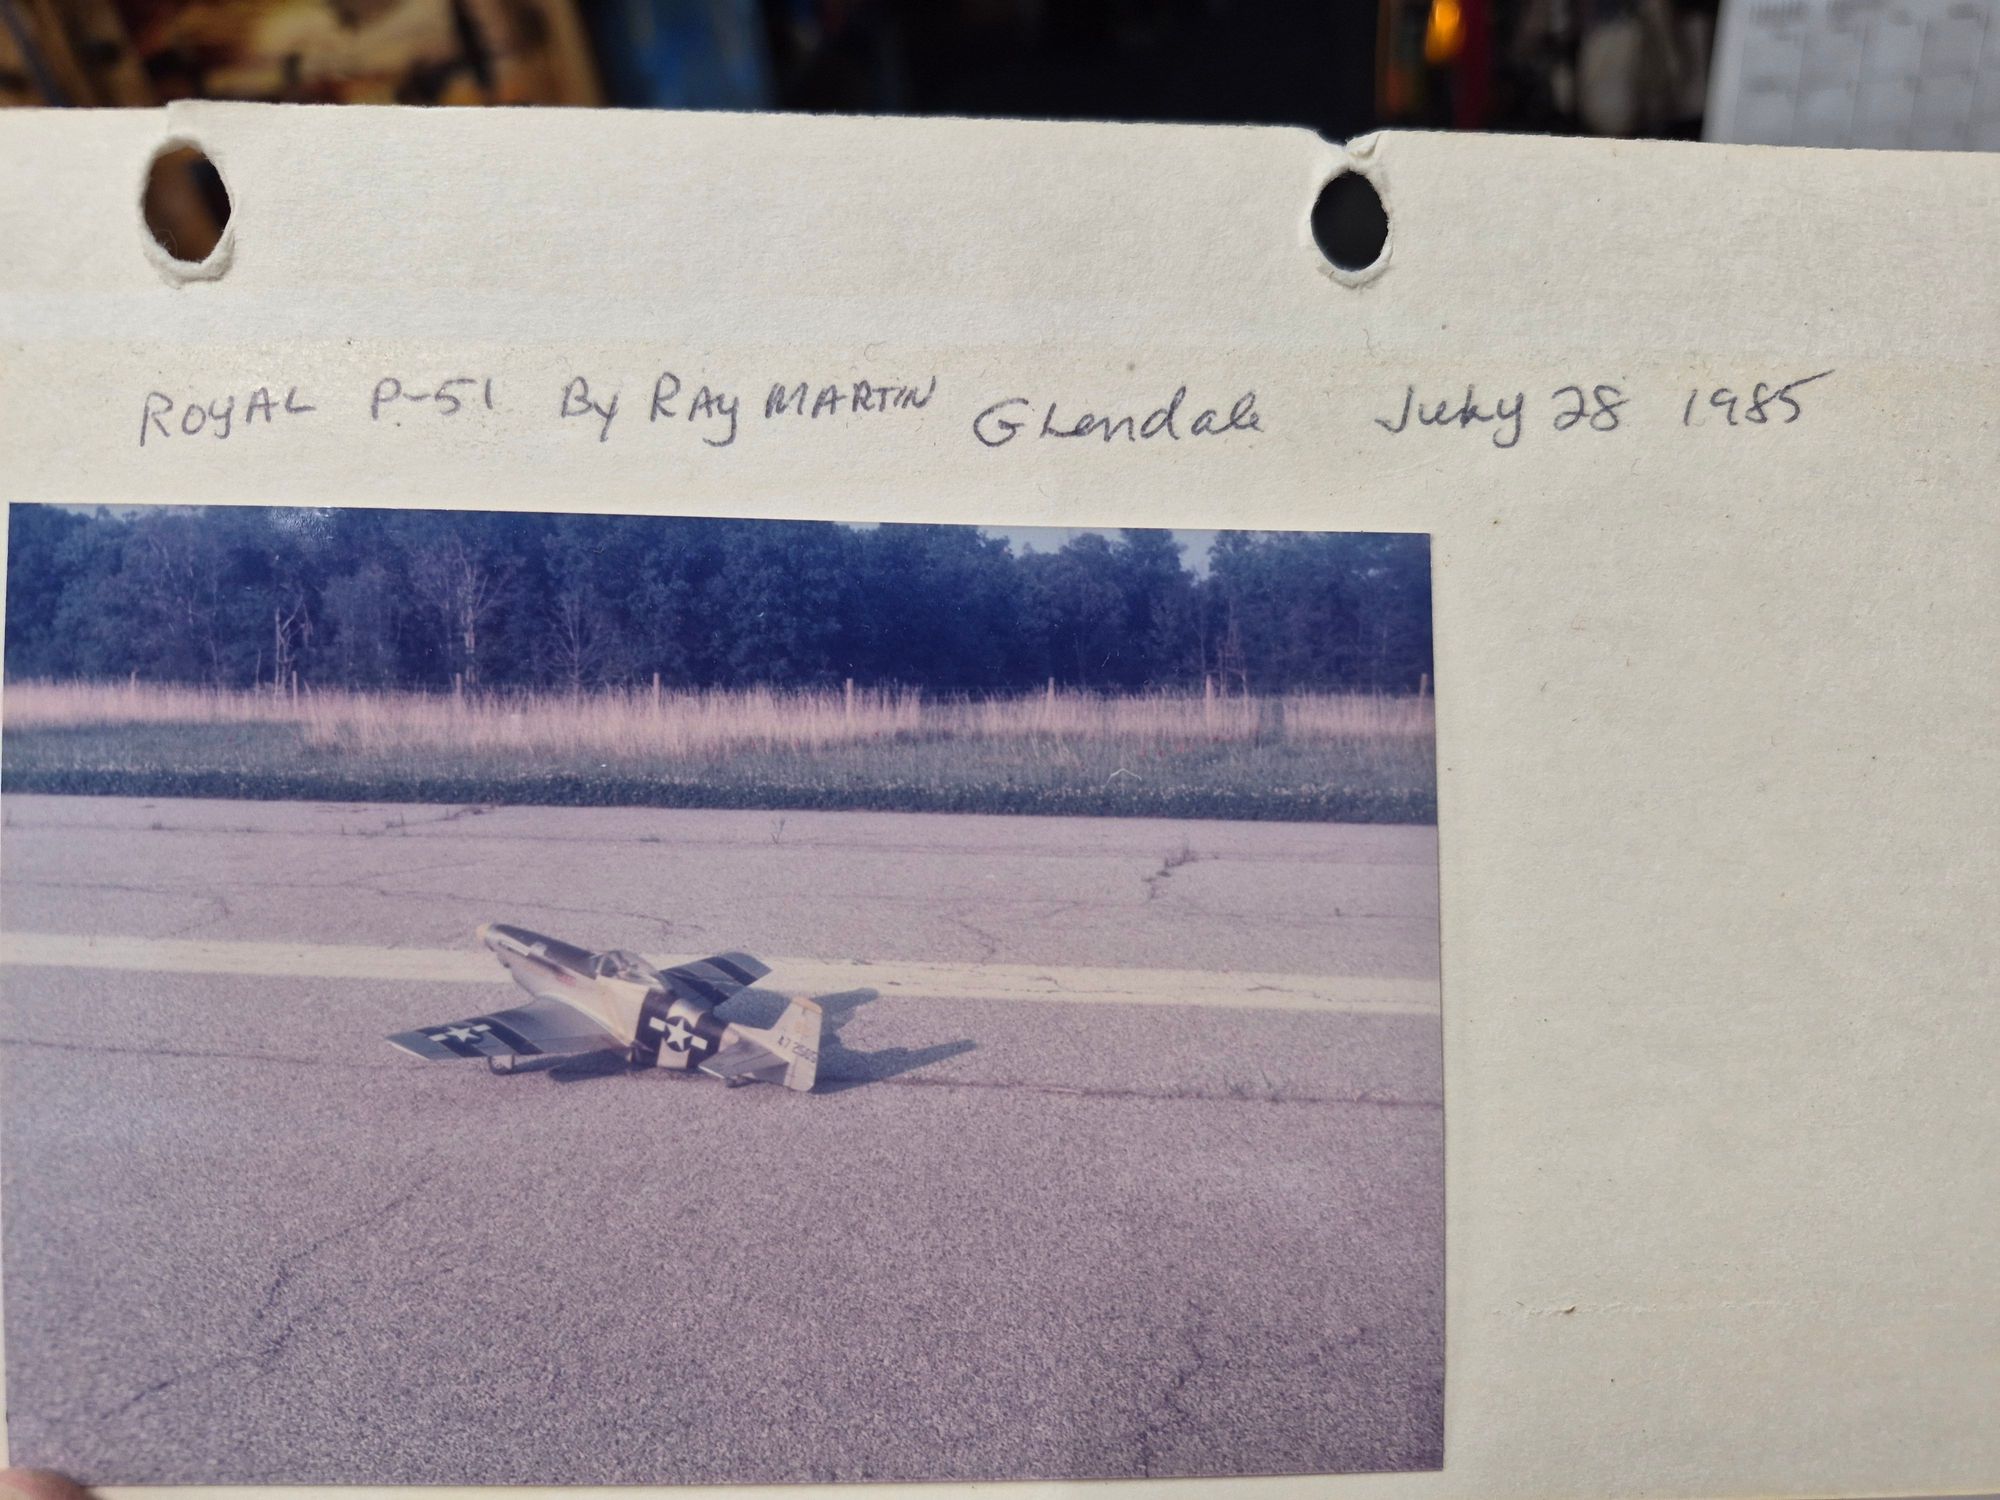 ROYAL P-51 By RAy MARTIN Glendale July 28 1985